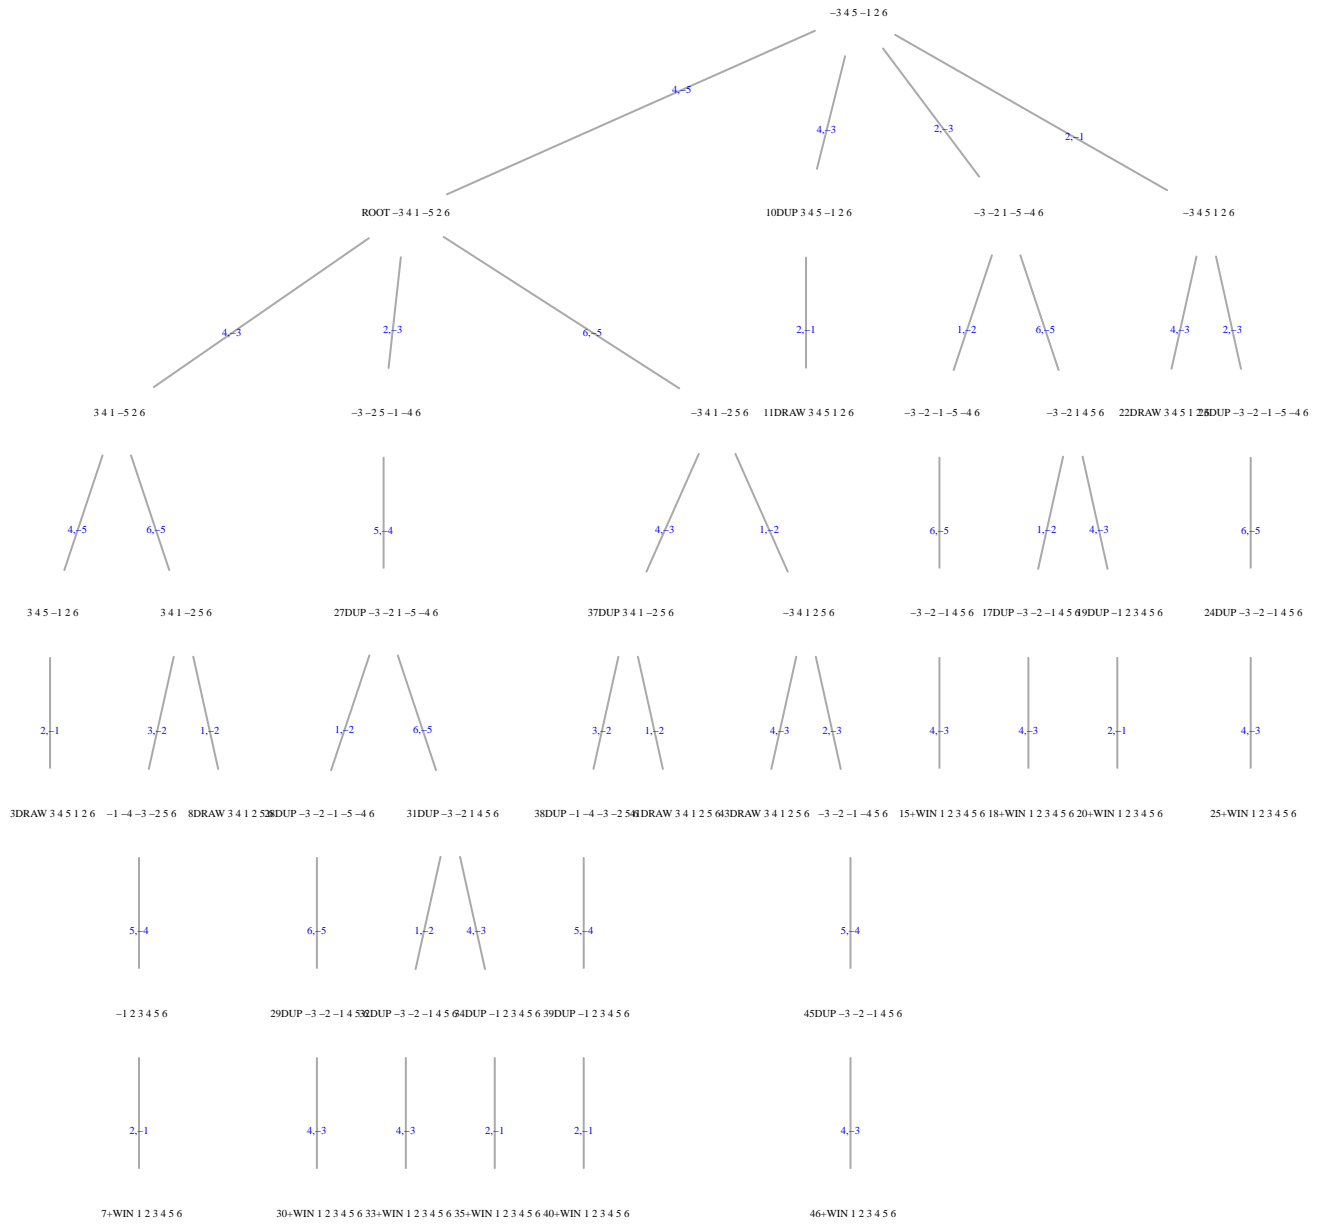 −3 4 5 −1 2 6
4,−5
4,−3
2,−3
2,−1
ROOT −3 4 1 −5 2 6
10DUP 3 4 5 −1 2 6
−3 −2 1 −5 −4 6
−3 4 5 1 2 6
4,−3
2,−3
6,−5
2,−1
1,−2
6,−5
4,−3
2,−3
3 4 1 −5 2 6
−3 −2 5 −1 −4 6
−3 4 1 −2 5 6
11DRAW 3 4 5 1 2 6
−3 −2 −1 −5 −4 6
−3 −2 1 4 5 6
22DRAW 3 4 5 1 2 6
23DUP −3 −2 −1 −5 −4 6
4,−5
6,−5
5,−4
4,−3
1,−2
6,−5
1,−2
4,−3
6,−5
3 4 5 −1 2 6
3 4 1 −2 5 6
27DUP −3 −2 1 −5 −4 6
37DUP 3 4 1 −2 5 6
−3 4 1 2 5 6
−3 −2 −1 4 5 6
17DUP −3 −2 −1 4 5 6
19DUP −1 2 3 4 5 6
24DUP −3 −2 −1 4 5 6
2,−1
3,−2
1,−2
1,−2
6,−5
3,−2
1,−2
4,−3
2,−3
4,−3
4,−3
2,−1
4,−3
3DRAW 3 4 5 1 2 6
−1 −4 −3 −2 5 6
8DRAW 3 4 1 2 5 6
28DUP −3 −2 −1 −5 −4 6
31DUP −3 −2 1 4 5 6
38DUP −1 −4 −3 −2 5 6
41DRAW 3 4 1 2 5 6
43DRAW 3 4 1 2 5 6
−3 −2 −1 −4 5 6
15+WIN 1 2 3 4 5 6
18+WIN 1 2 3 4 5 6
20+WIN 1 2 3 4 5 6
25+WIN 1 2 3 4 5 6
5,−4
6,−5
1,−2
4,−3
5,−4
5,−4
−1 2 3 4 5 6
29DUP −3 −2 −1 4 5 6
32DUP −3 −2 −1 4 5 6
34DUP −1 2 3 4 5 6
39DUP −1 2 3 4 5 6
45DUP −3 −2 −1 4 5 6
2,−1
4,−3
4,−3
2,−1
2,−1
4,−3
7+WIN 1 2 3 4 5 6
30+WIN 1 2 3 4 5 6
33+WIN 1 2 3 4 5 6
35+WIN 1 2 3 4 5 6
40+WIN 1 2 3 4 5 6
46+WIN 1 2 3 4 5 6